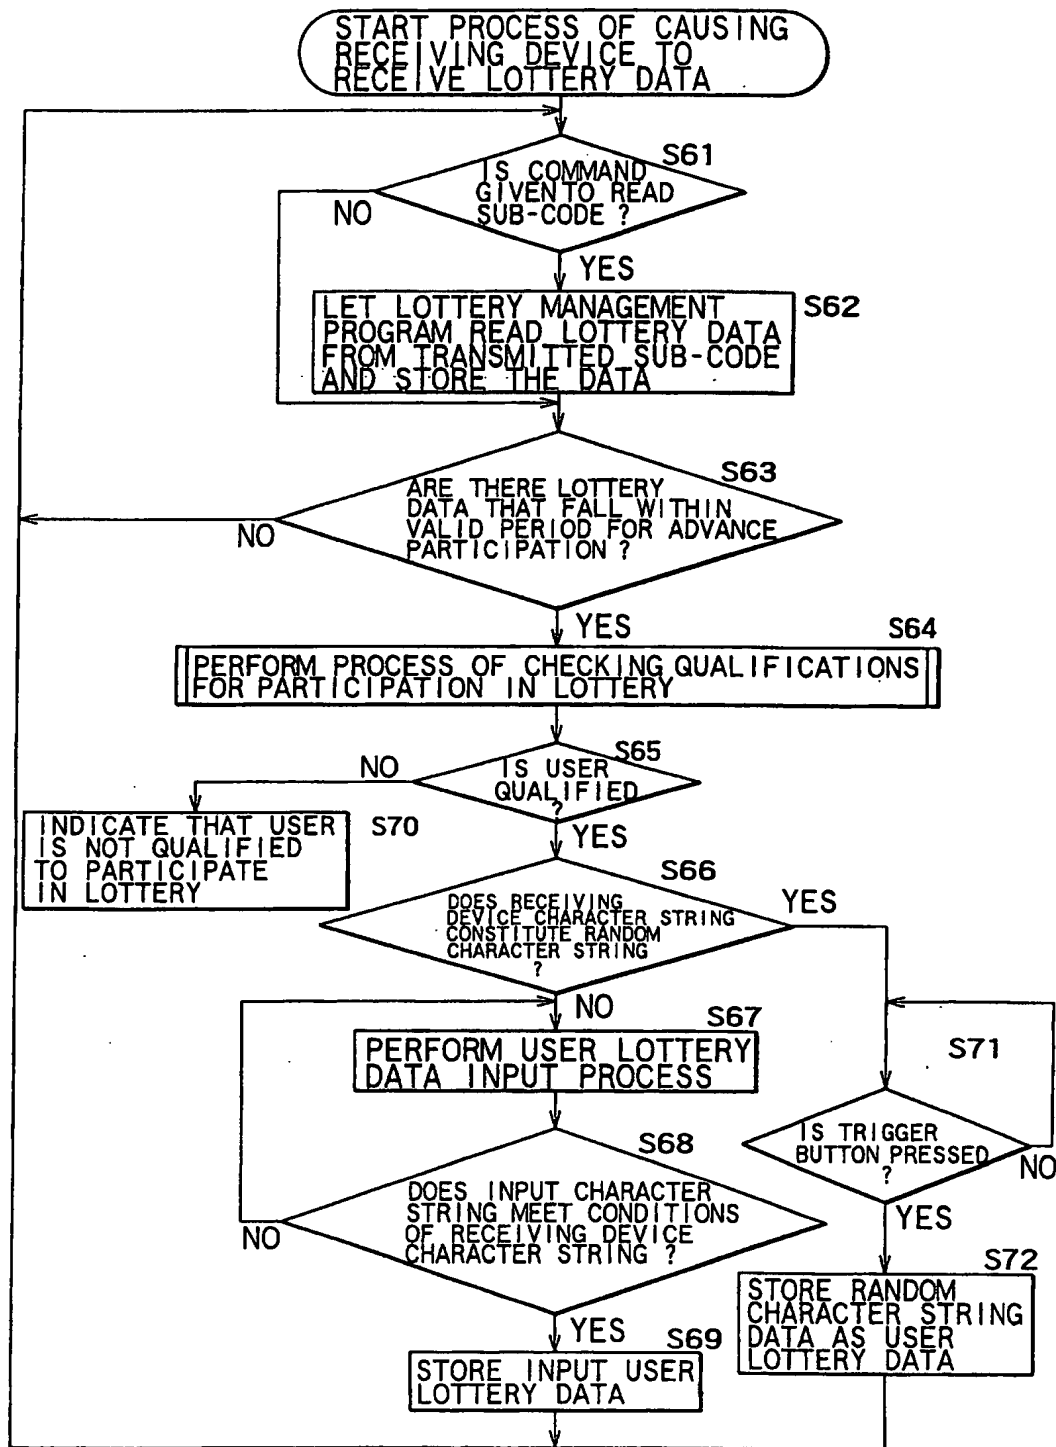 START PROCESS OF CAUSING
RECEIVING DEVICE TO
RECEIVE LOTTERY DATA
S61
IS COMMAND
GIVEN TO READ
SUB-CODE ?
NO
YES
S62
LET LOTTERY MANAGEMENT
PROGRAM READ LOTTERY DATA
FROM TRANSMITTED SUB-CODE
AND STORE THE DATA
S63
ARE THERE LOTTERY
DATA THAT FALL WITHIN
VALID PERIOD FOR ADVANCE
PARTICIPATION ?
NO
YES
S64
PERFORM PROCESS OF CHECKING QUALIFICATIONS
FOR PARTICIPATION IN LOTTERY
S65
IS USER
QUALIFIED
?
NO
YES
S70
INDICATE THAT USER
IS NOT QUALIFIED
TO PARTICIPATE
IN LOTTERY
S66
DOES RECEIVING
DEVICE CHARACTER STRING
CONSTITUTE RANDOM
CHARACTER STRING
?
YES
NO
S67
PERFORM USER LOTTERY
DATA INPUT PROCESS
S71
IS TRIGGER
BUTTON PRESSED
?
NO
YES
S68
DOES INPUT CHARACTER
STRING MEET CONDITIONS
OF RECEIVING DEVICE
CHARACTER STRING ?
NO
YES
S72
STORE RANDOM
CHARACTER STRING
DATA AS USER
LOTTERY DATA
S69
STORE INPUT USER
LOTTERY DATA